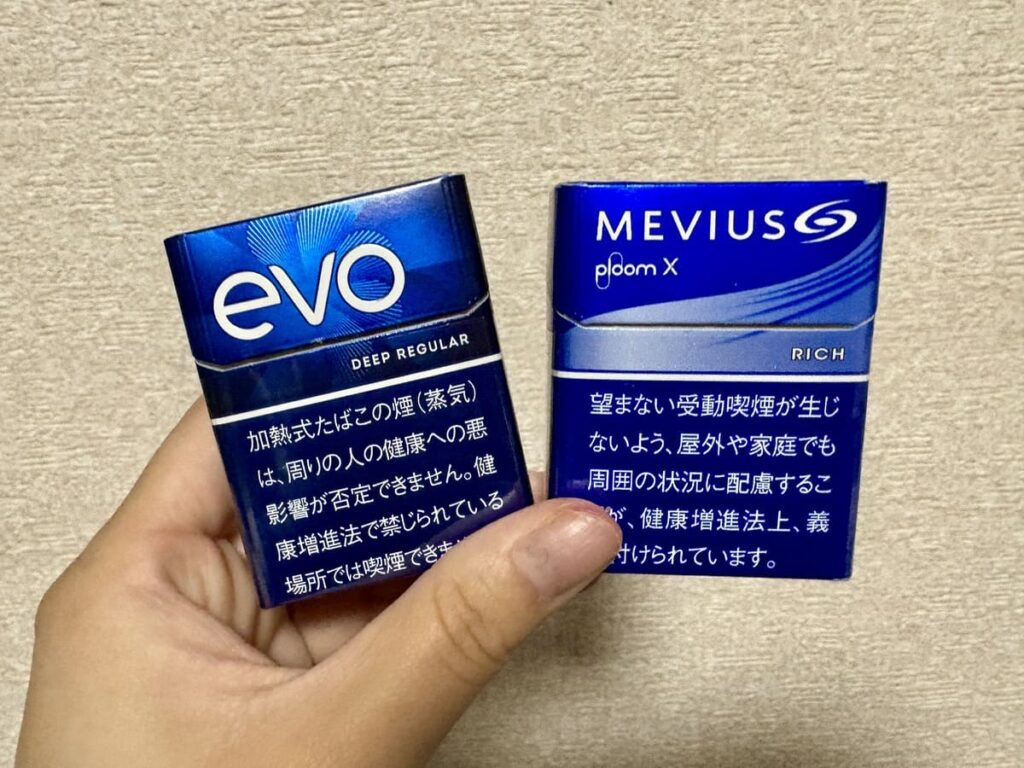 evo
DEEP REGULAR
加熱式たばこの煙(蒸気)
は、周りの人の健康への悪
影響が否定できません。健
康増進法で禁じられている
場所では喫煙できま
MEVIUS
ploom X
RICH
望まない受動喫煙が生じ
ないよう、屋外や家庭でも
周囲の状況に配慮するこ
が、健康増進法上、義
付けられています。